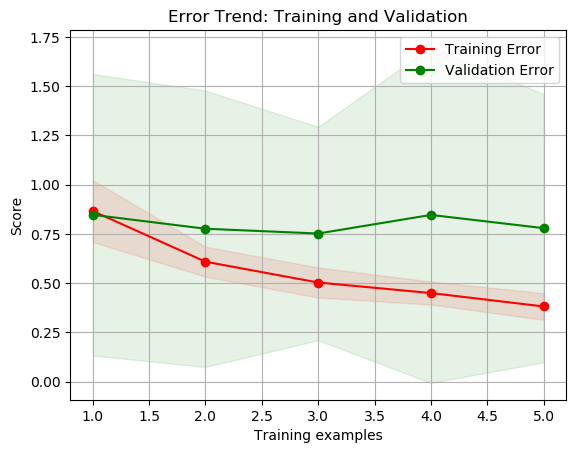 Error Trend: Training and Validation
Training Error
Validation Error
1.75
1.50
1.25
1.00
0.75
0.50
0.25
0.00
Score
1.0 1.5 2.0 2.5 3.0 3.5 4.0 4.5 5.0
Training examples